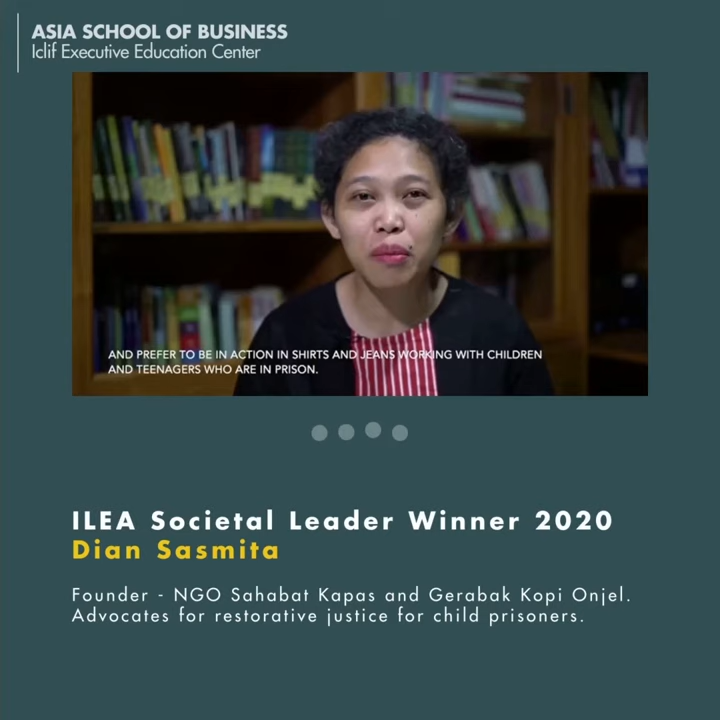 ASIA SCHOOL OF BUSINESS
Iclif Executive Education Center
AND PREFER TO BE IN ACTION IN SHIRTS AND JEANS WORKING WITH CHILDREN
AND TEENAGERS WHO ARE IN PRISON.
ILEA Societal Leader Winner 2020
Dian Sasmita
Founder - NGO Sahabat Kapas and Gerabak Kopi Onjel.
Advocates for restorative justice for child prisoners.